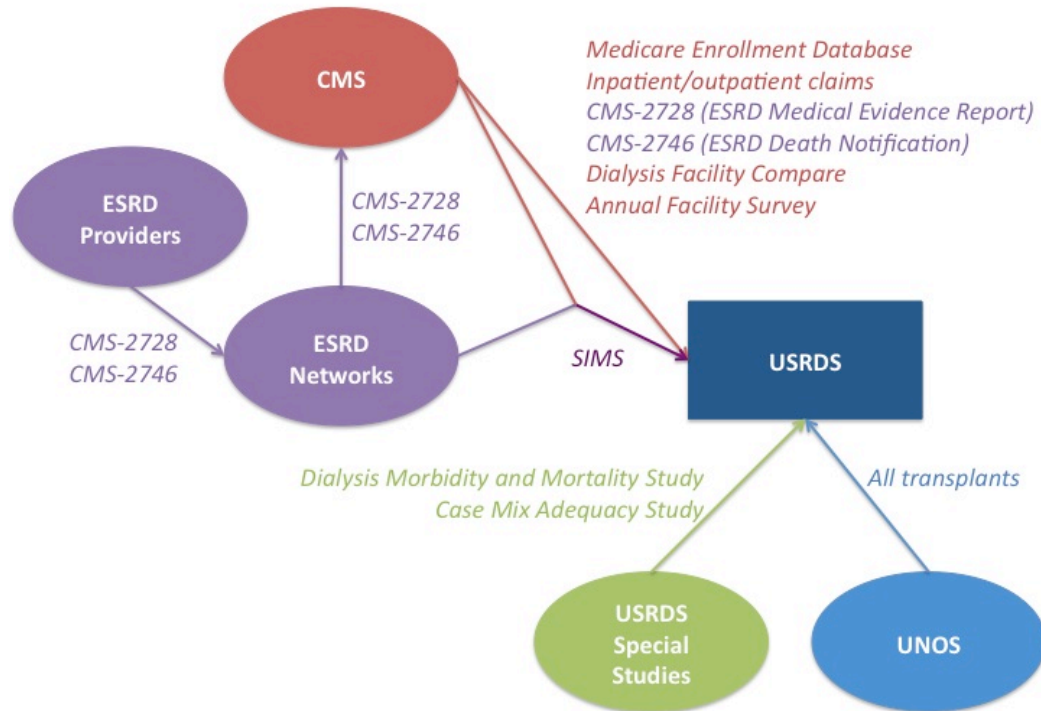 CMS
Medicare Enrollment Database
Inpatient/outpatient claims
CMS-2728 (ESRD Medical Evidence Report)
CMS-2746 (ESRD Death Notification)
Dialysis Facility Compare
Annual Facility Survey
ESRD
Providers
CMS-2728
CMS-2746
CMS-2728
CMS-2746
ESRD
Networks
SIMS
USRDS
Dialysis Morbidity and Mortality Study
Case Mix Adequacy Study
All transplants
USRDS
Special
Studies
UNOS